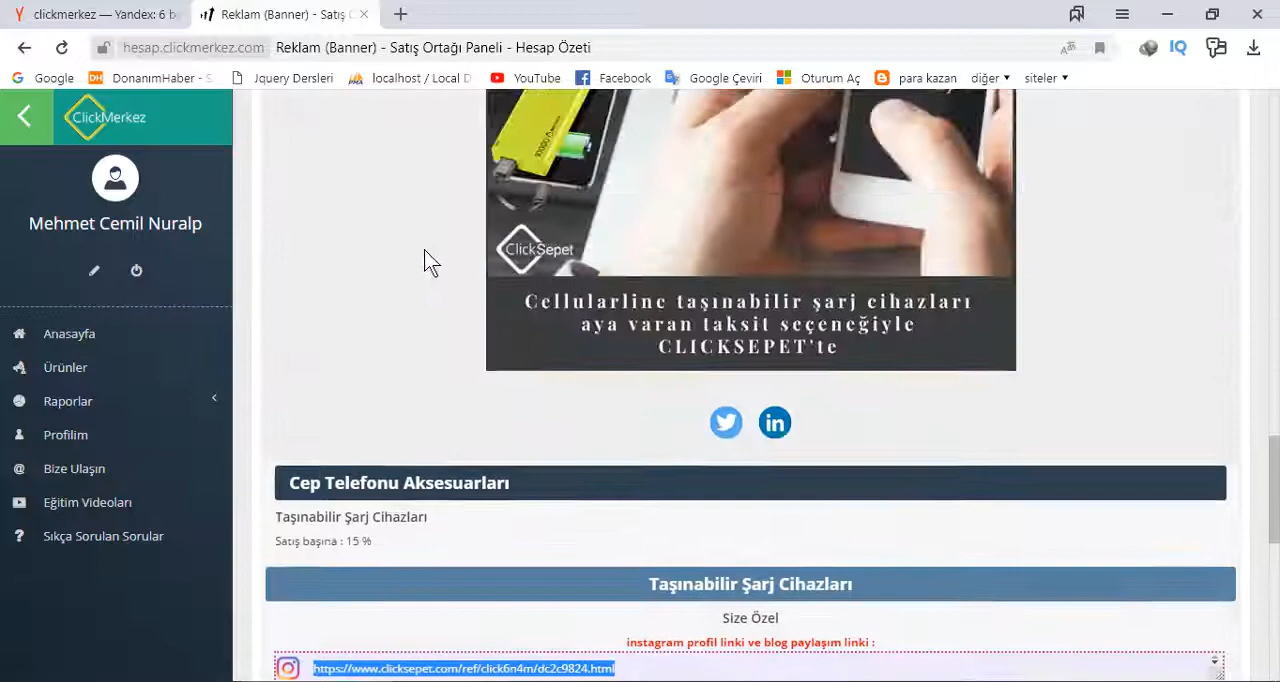 clickmerkez — Yandex: 6 b
Reklam (Banner) - Satış O
hesap.clickmerkez.com Reklam (Banner) - Satış Ortağı Paneli - Hesap Özeti
Google DonanımHaber - S Jquery Dersleri localhost / Local D YouTube Facebook Google Çeviri Oturum Aç para kazan diğer siteler
ClickMerkez
Mehmet Cemil Nuralp
Anasayfa
Ürünler
Raporlar
Profilim
Bize Ulaşın
Eğitim Videoları
Sıkça Sorulan Sorular
ClickSepet
Cellularline taşınabilir şarj cihazları
aya varan taksit seçeneğiyle
CLICKSEPET'te
Cep Telefonu Aksesuarları
Taşınabilir Şarj Cihazları
Satış başına : 15 %
Taşınabilir Şarj Cihazları
Size Özel
instagram profil linki ve blog paylaşım linki :
https://www.clicksepet.com/ref/click6n4m/dc2c9824.html